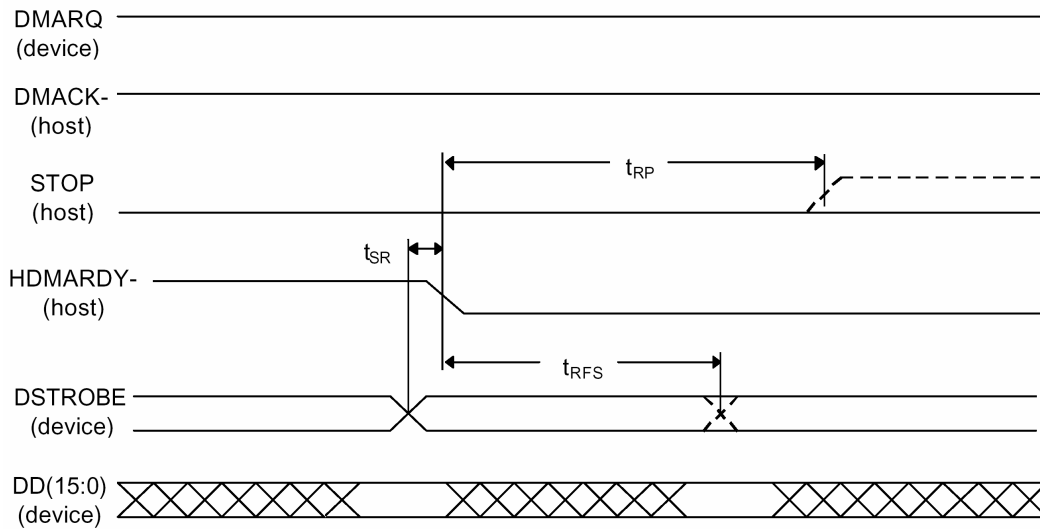 DMARQ
(device)
DMACK-
(host)
STOP
(host)
tRP
tSR
HDMARDY-
(host)
tRFS
DSTROBE
(device)
DD(15:0)
(device)